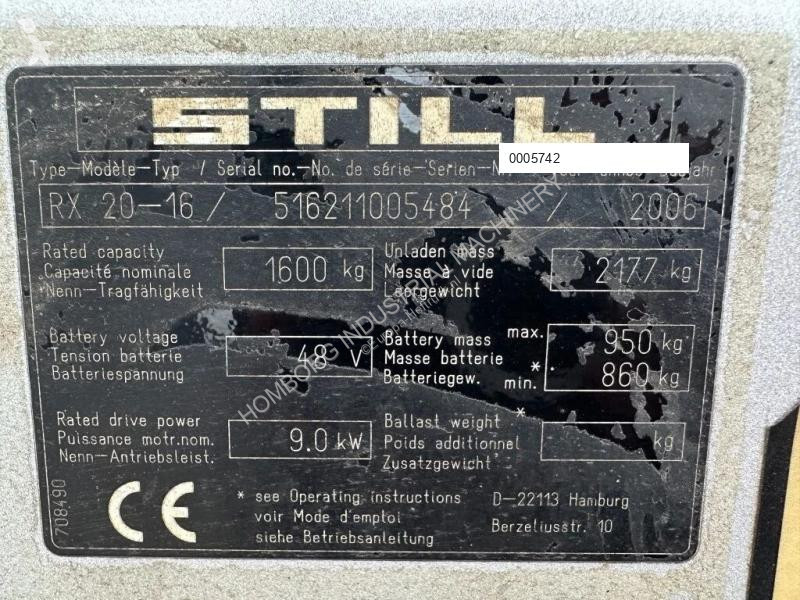 STILL
0005742
Type-Modèle-Typ / Serial no.-No. de série-Serien-N
RX 20-16 / 516211005484 / 2006
Rated capacity
Capacité nominale
Nenn-Tragfähigkeit
1600 kg
Unladen mass
Masse à vide
Leergewicht
2177 kg
Battery voltage
Tension batterie
Batteriespannung
48 V
Battery mass
Masse batterie
Batteriegew.
max. 950 kg
* min. 860 kg
Rated drive power
Puissance motr.nom.
Nenn-Antriebsleist.
9.0 kW
Ballast weight *
Poids additionnel
Zusatzgewicht
kg
CE
* see Operating instructions
voir Mode d'emploi
siehe Betriebsanleitung
D-22113 Hamburg
Berzeliusstr. 10
708490
HOMBORG INDUSTRIAL MACHINERY